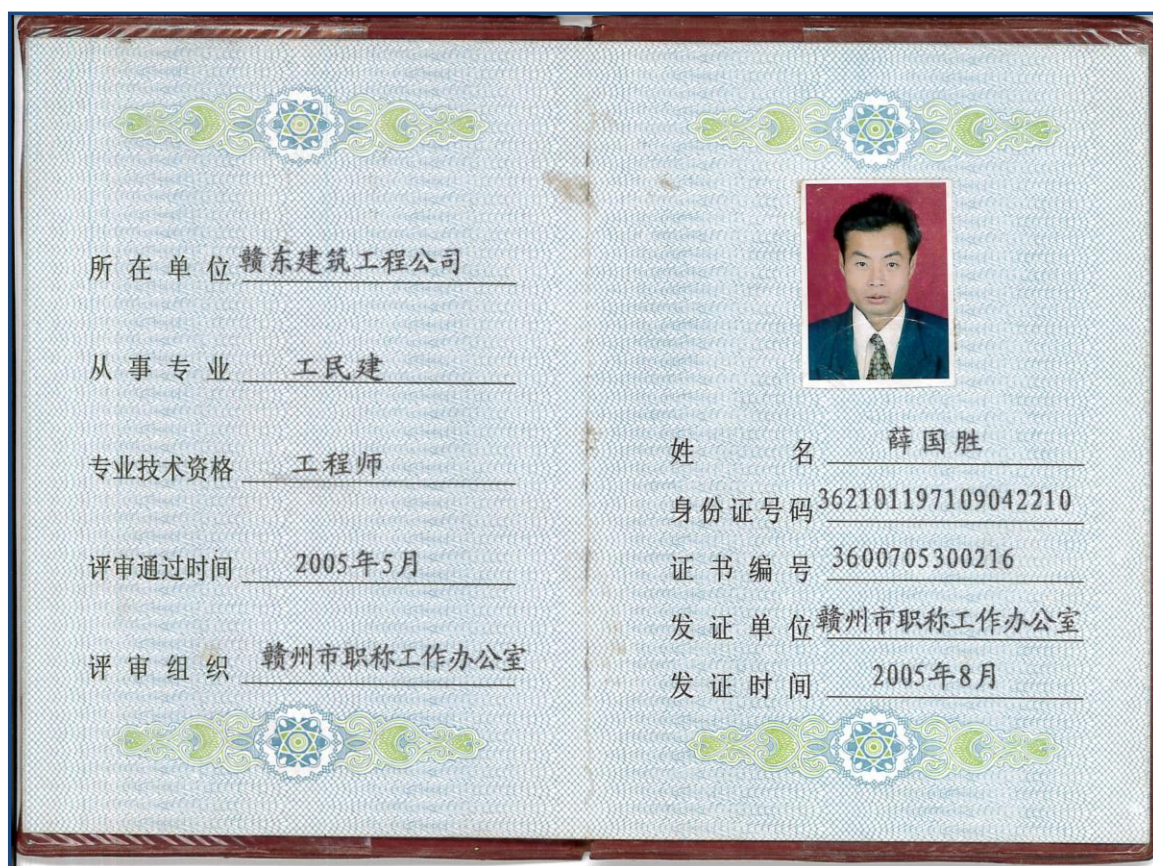 所在单位 赣东建筑工程公司
从事专业 工民建
专业技术资格 工程师
评审通过时间 2005年5月
评审组织 赣州市职称工作办公室
姓名 薛国胜
身份证号码 362101197109042210
证书编号 3600705300216
发证单位 赣州市职称工作办公室
发证时间 2005年8月